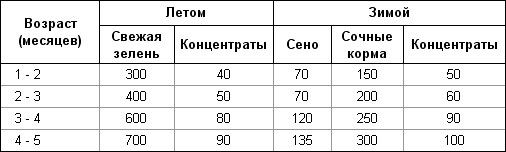 Возраст (месяцев) Летом Зимой
Свежая зелень Концентраты Сено Сочные корма Концентраты
1 - 2 300 40 70 150 50
2 - 3 400 50 70 200 60
3 - 4 600 80 120 250 90
4 - 5 700 90 135 300 100